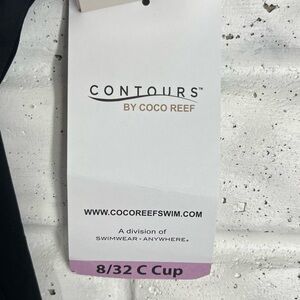 CONTOURS™
BY COCO REEF
WWW.COCOREEFSWIM.COM
A division of
SWIMWEAR • ANYWHERE®
8/32 C Cup